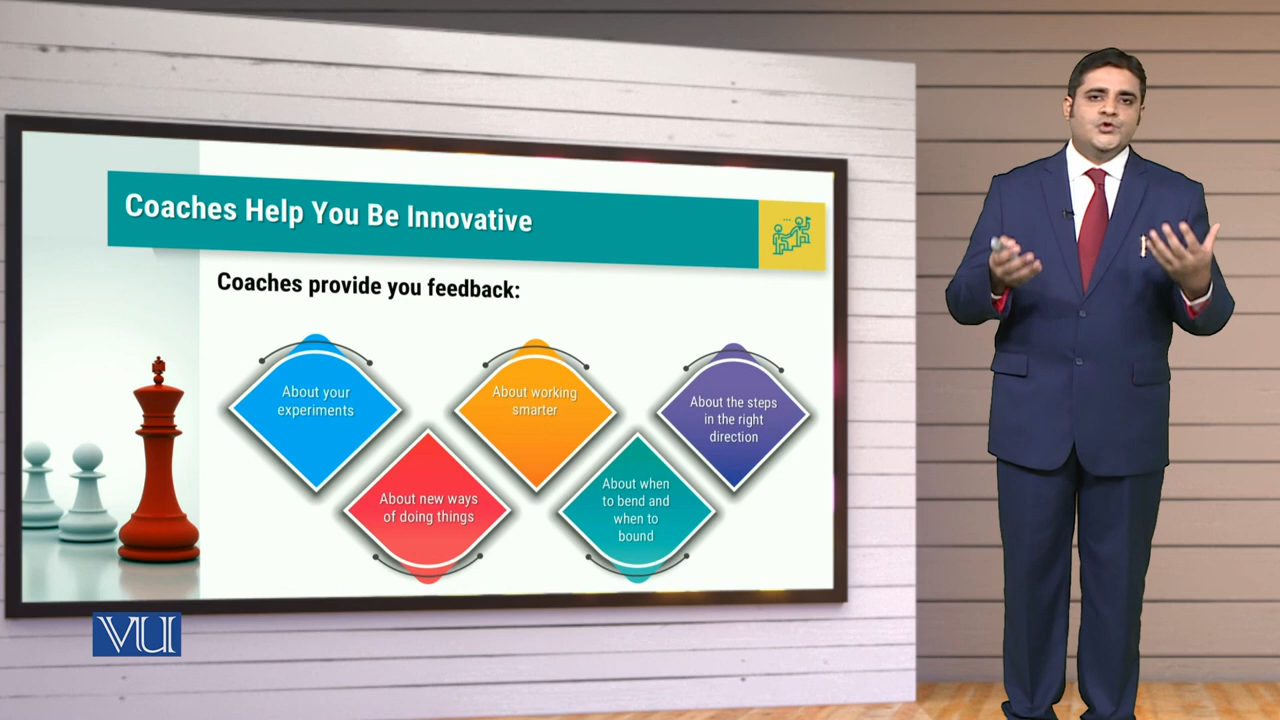 Coaches Help You Be Innovative
Coaches provide you feedback:
About your
experiments
About new ways
of doing things
About working
smarter
About when
to bend and
when to
bound
About the steps
in the right
direction
VU